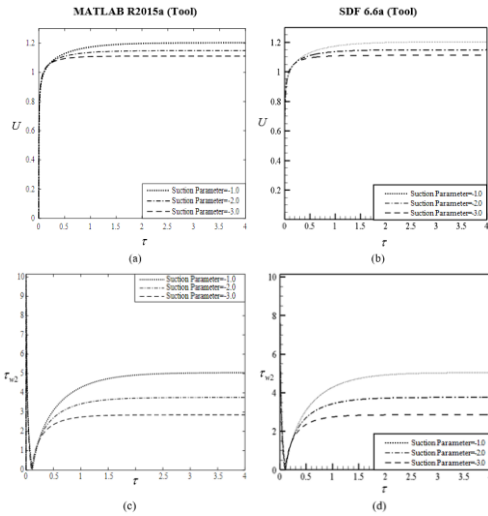 MATLAB R2015a (Tool)
SDF 6.6a (Tool)
1.2
1
0.8
U
0.6
0.4
0.2
0
0 0.5 1 1.5 2 2.5 3 3.5 4
Suction Parameter=-1.0
Suction Parameter=-2.0
Suction Parameter=-3.0
τ
(a)
1.2
1
0.8
U
0.6
0.4
0.2
0 0.5 1 1.5 2 2.5 3 3.5 4
Suction Parameter=-1.0
Suction Parameter=-2.0
Suction Parameter=-3.0
τ
(b)
10
9
8
7
6
5
τw2
4
3
2
1
0
0 0.5 1 1.5 2 2.5 3 3.5 4
Suction Parameter=-1.0
Suction Parameter=-2.0
Suction Parameter=-3.0
τ
(c)
10
9
8
7
6
5
τw2
4
3
2
1
0
0 0.5 1 1.5 2 2.5 3 3.5 4
Suction Parameter=-1.0
Suction Parameter=-2.0
Suction Parameter=-3.0
τ
(d)